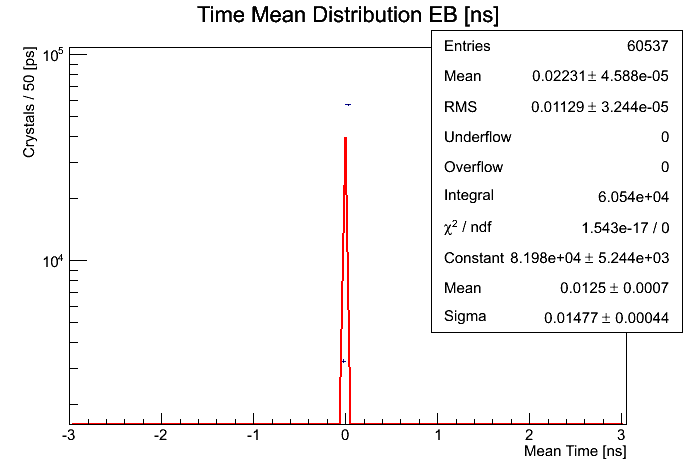 Time Mean Distribution EB [ns]
Crystals / 50 [ps]
10⁵
10⁴
Entries 60537
Mean 0.02231 ± 4.588e-05
RMS 0.01129 ± 3.244e-05
Underflow 0
Overflow 0
Integral 6.054e+04
χ² / ndf 1.543e-17 / 0
Constant 8.198e+04 ± 5.244e+03
Mean 0.0125 ± 0.0007
Sigma 0.01477 ± 0.00044
-3 -2 -1 0 1 2 3
Mean Time [ns]